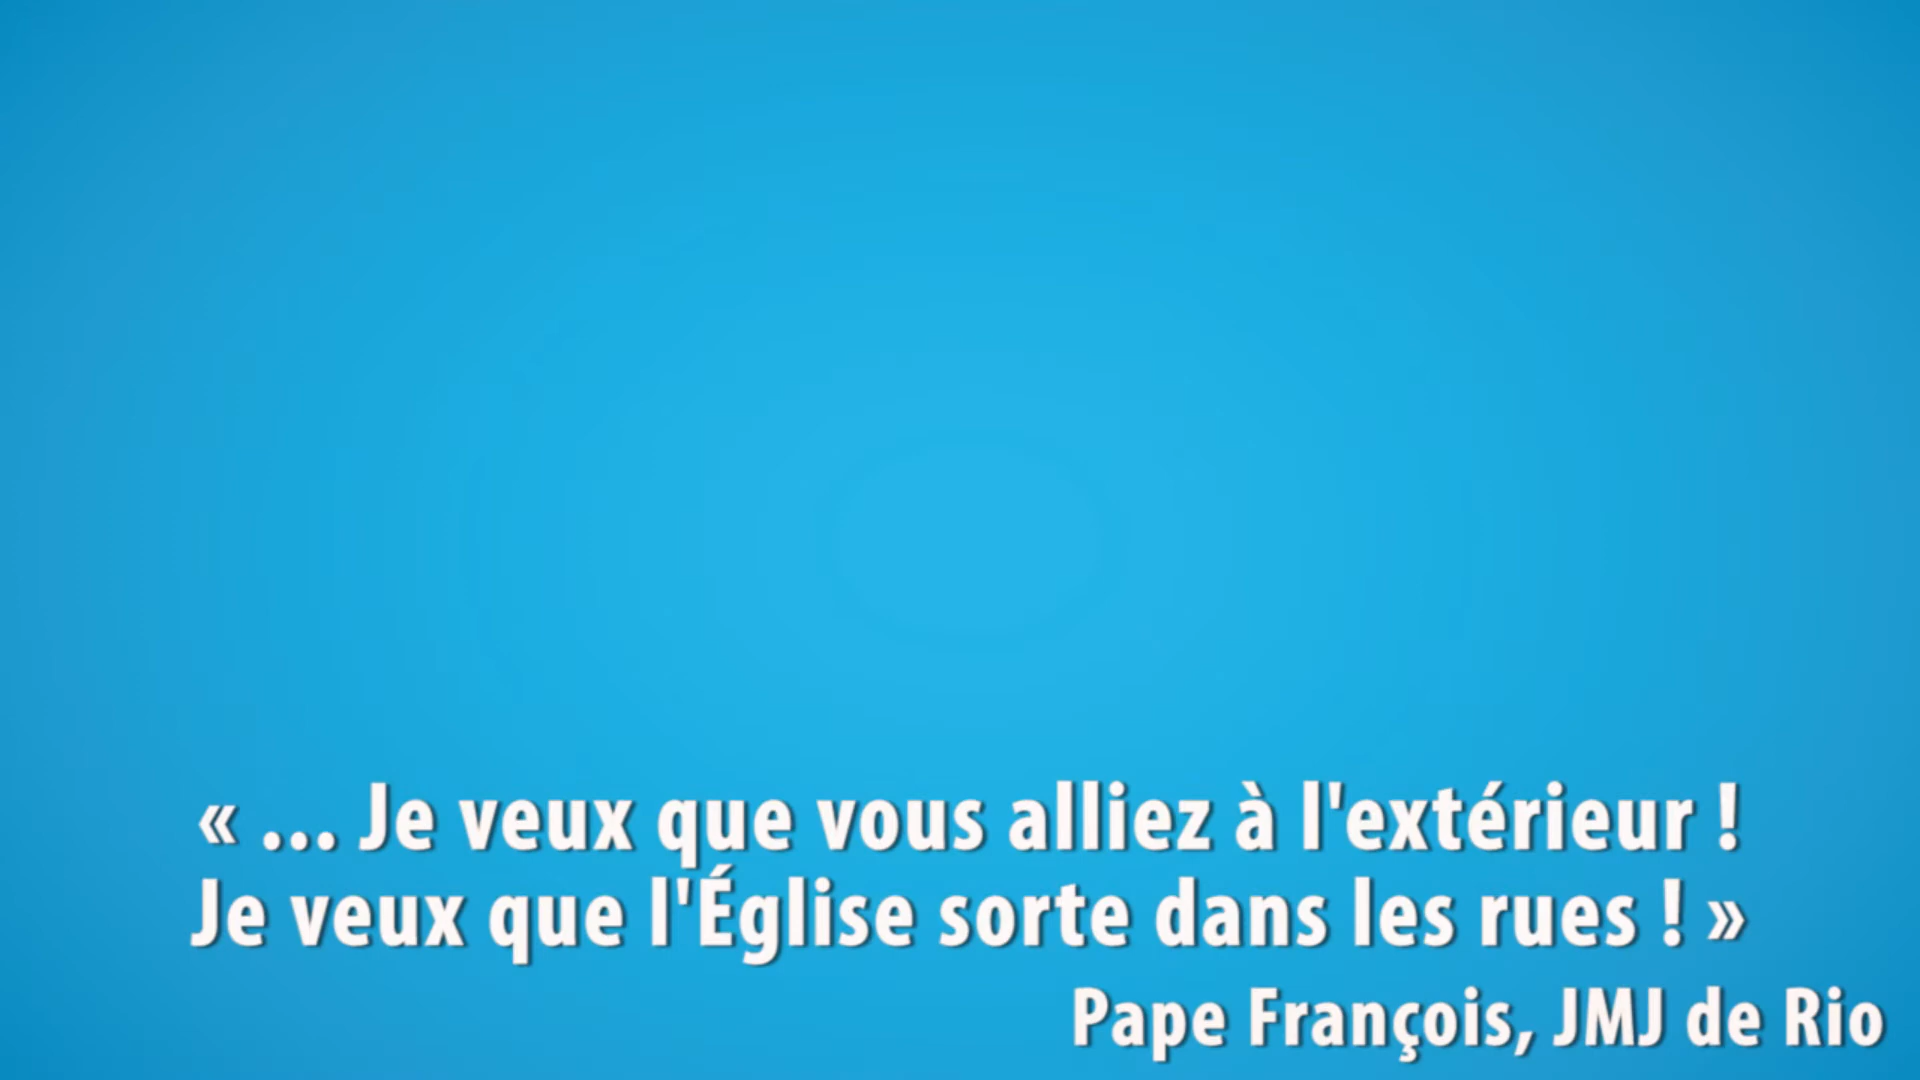 « ... Je veux que vous alliez à l'extérieur !
Je veux que l'Église sorte dans les rues ! »
Pape François, JMJ de Rio